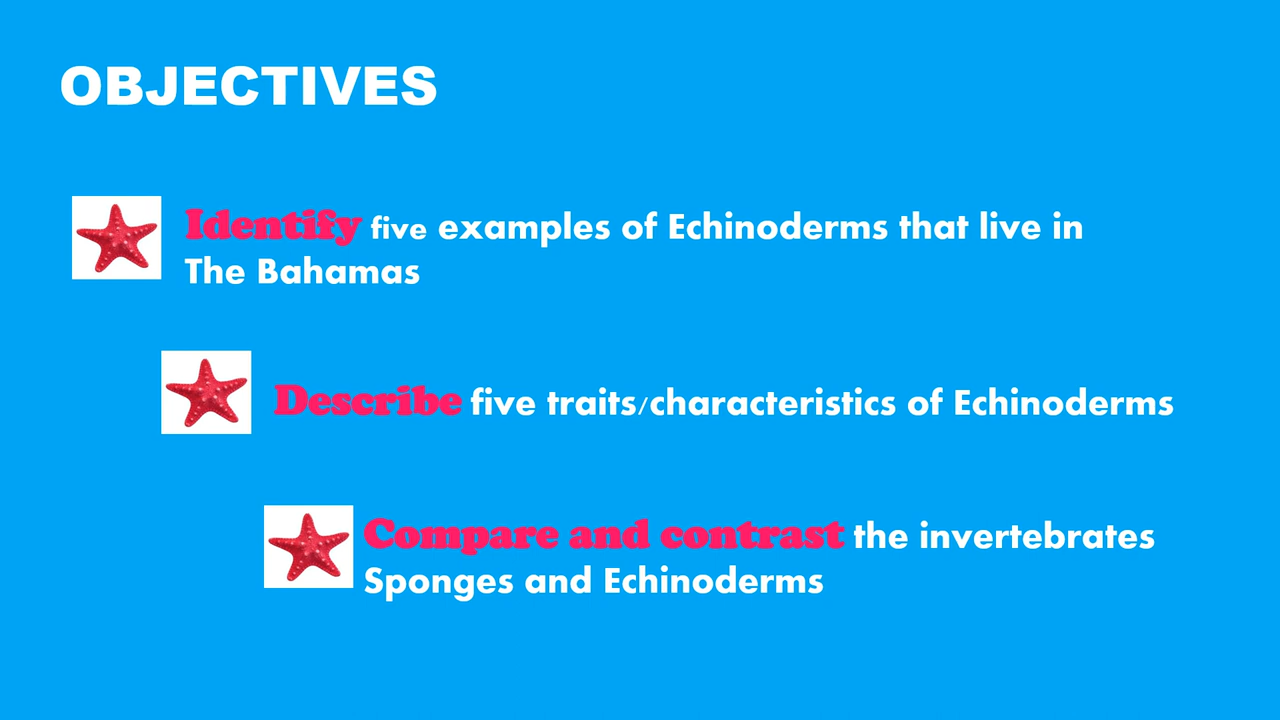 OBJECTIVES
Identify five examples of Echinoderms that live in
The Bahamas
Describe five traits/characteristics of Echinoderms
Compare and contrast the invertebrates
Sponges and Echinoderms